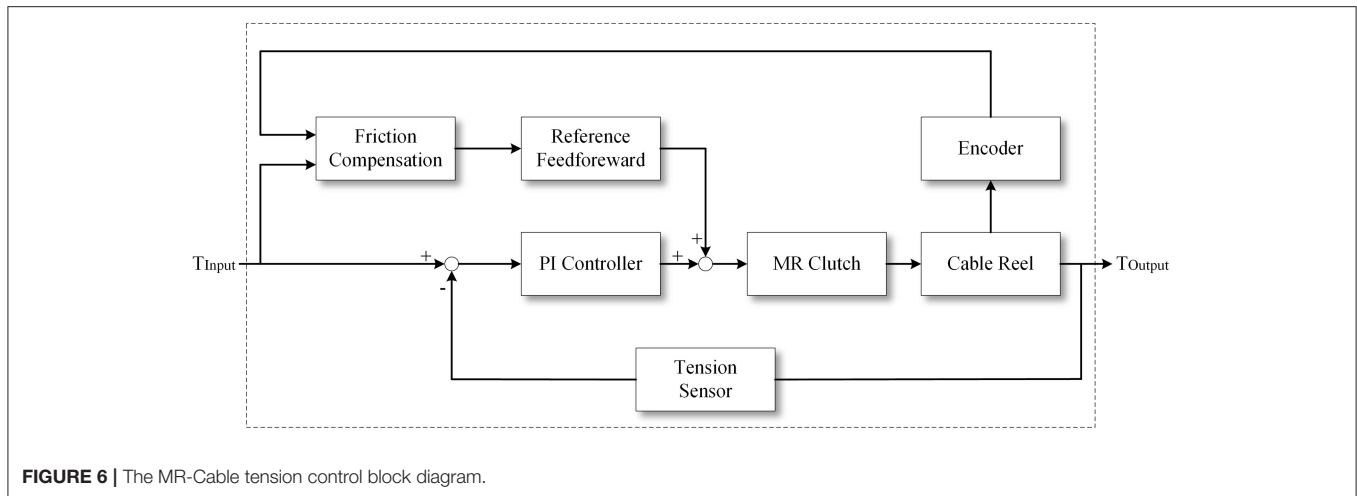 Friction
Compensation
Reference
Feedforeward
Encoder
TInput
+
-
PI Controller
+
+
MR Clutch
Cable Reel
TOutput
Tension
Sensor
FIGURE 6 | The MR-Cable tension control block diagram.